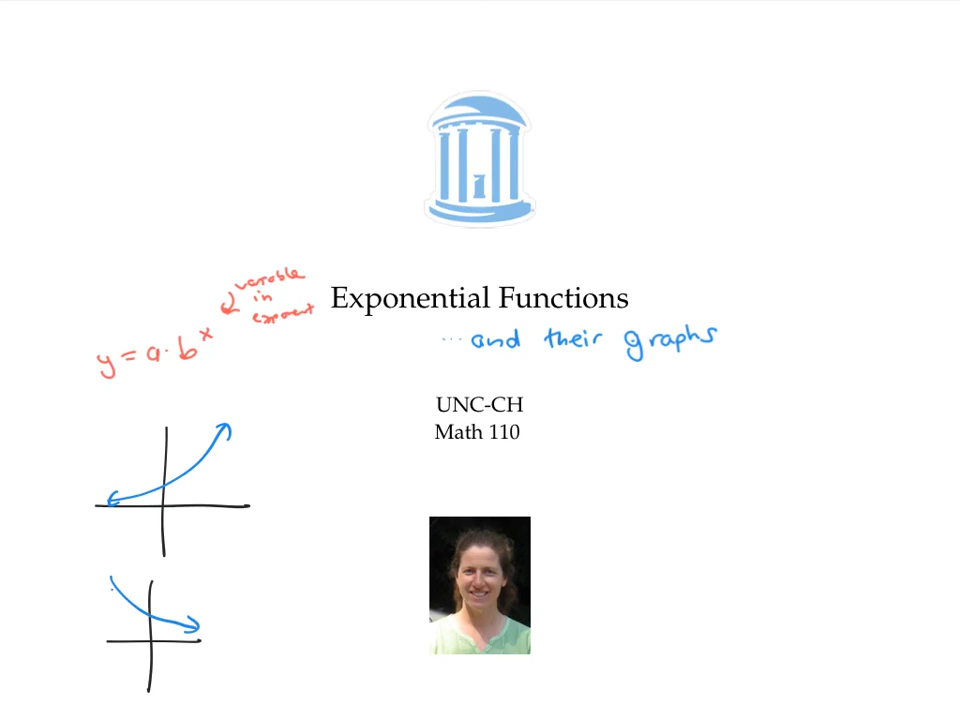 variable
in
exponent
Exponential Functions
y = a · b^x
... and their graphs
UNC-CH
Math 110